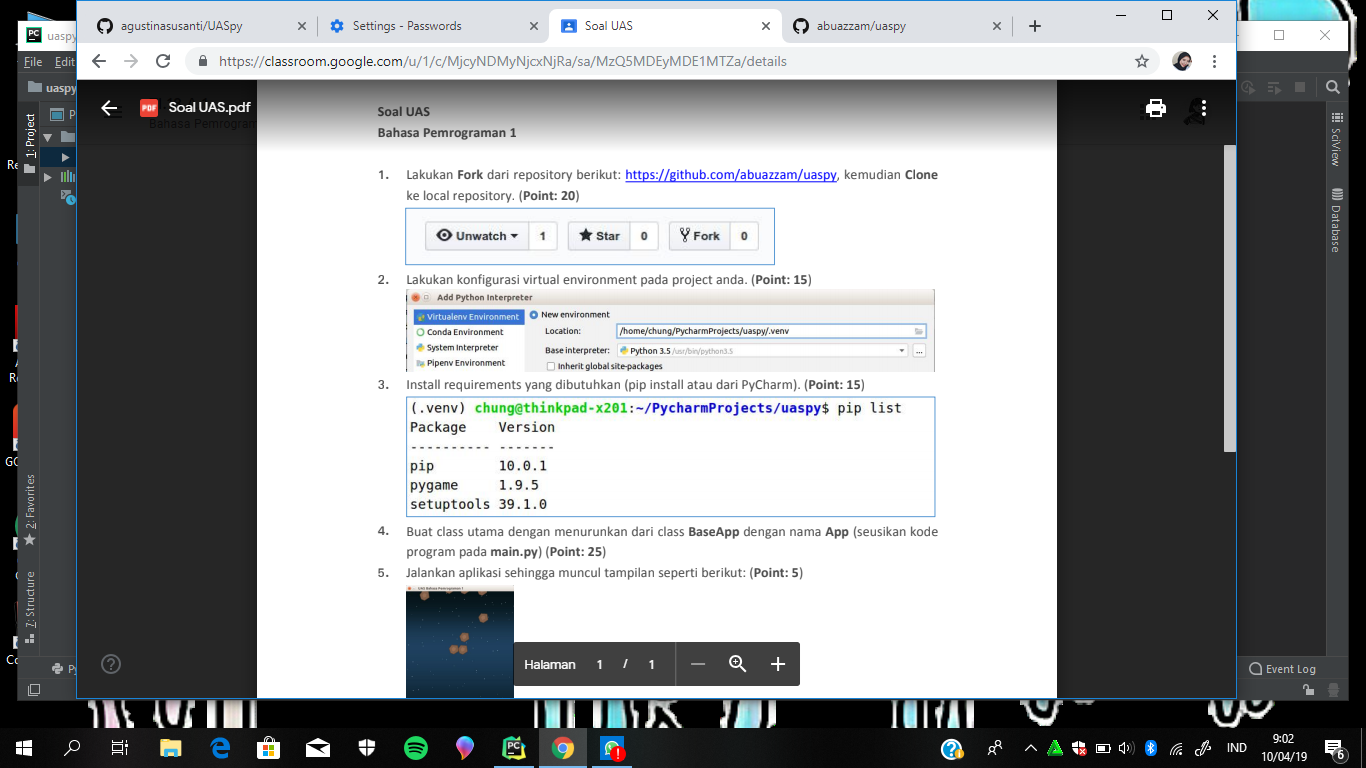 agustinasusanti/UASpy
Settings - Passwords
Soal UAS
abuazzam/uaspy
uaspy
https://classroom.google.com/u/1/c/MjcyNDMyNjcxNjRa/sa/MzQ5MDEyMDE1MTZa/details
File Edit
uaspy
PDF Soal UAS.pdf
Bahasa Pemrogram
1: Project
2: Favorites
7: Structure
SciView
Database
Soal UAS
Bahasa Pemrograman 1
1. Lakukan Fork dari repository berikut: https://github.com/abuazzam/uaspy, kemudian Clone
ke local repository. (Point: 20)
Unwatch 1 Star 0 Fork 0
2. Lakukan konfigurasi virtual environment pada project anda. (Point: 15)
Add Python Interpreter
Virtualenv Environment New environment
Conda Environment Location: /home/chung/PycharmProjects/uaspy/.venv
System Interpreter Base interpreter: Python 3.5 /usr/bin/python3.5 ...
Pipenv Environment Inherit global site-packages
3. Install requirements yang dibutuhkan (pip install atau dari PyCharm). (Point: 15)
(.venv) chung@thinkpad-x201:~/PycharmProjects/uaspy$ pip list
Package Version
---------- -------
pip 10.0.1
pygame 1.9.5
setuptools 39.1.0
4. Buat class utama dengan menurunkan dari class BaseApp dengan nama App (seusikan kode
program pada main.py) (Point: 25)
5. Jalankan aplikasi sehingga muncul tampilan seperti berikut: (Point: 5)
Halaman 1 / 1
Event Log
IND
9:02
10/04/19
6